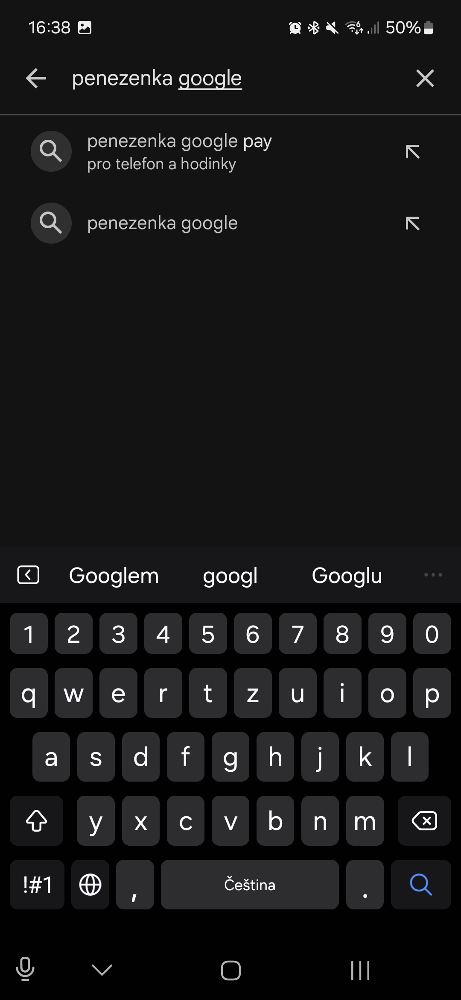 16:38 50%
penezenka google
penezenka google pay
pro telefon a hodinky
penezenka google
Googlem googl Googlu
1 2 3 4 5 6 7 8 9 0
q w e r t z u i o p
a s d f g h j k l
y x c v b n m
!#1 , Čeština .